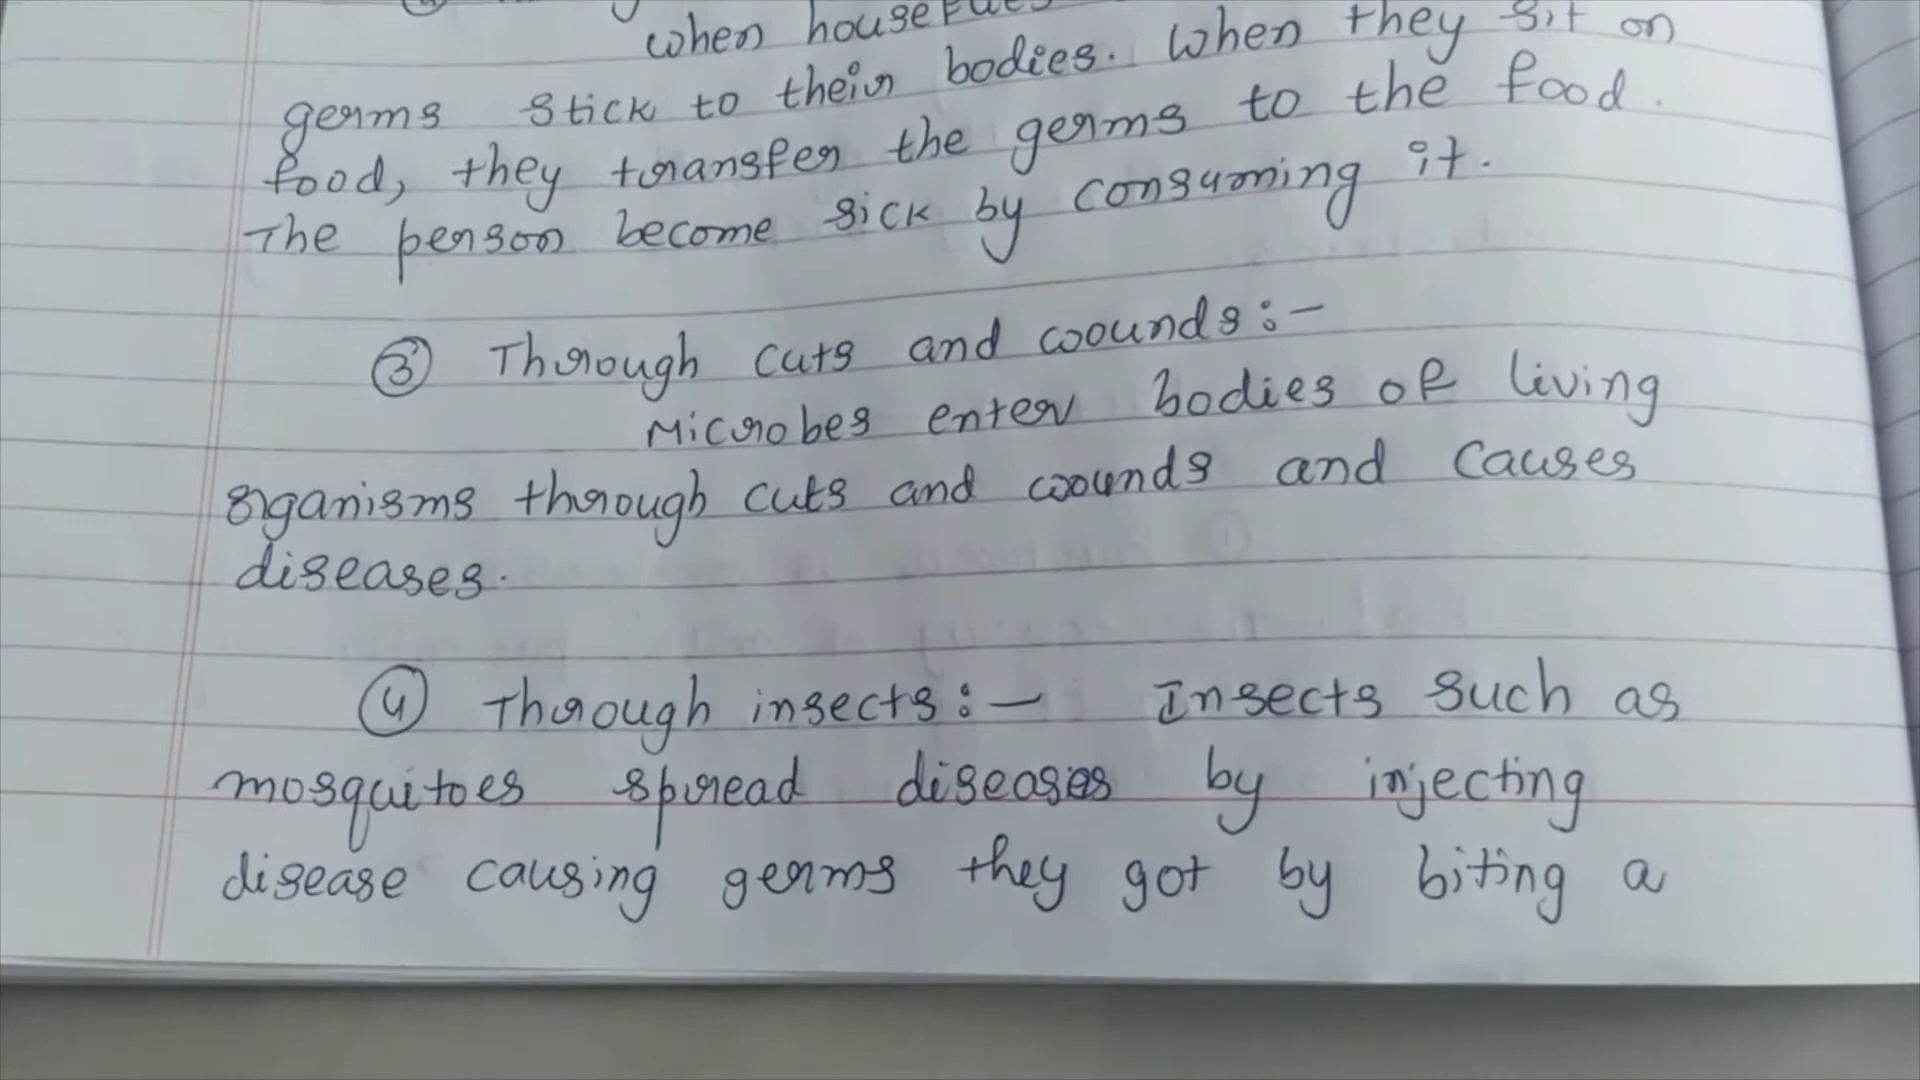 when house
germs stick to their bodies. When they sit on
food, they transfer the germs to the food.
The person become sick by consuming it.
③ Through cuts and wounds:-
Microbes enter bodies of living
organisms through cuts and wounds and causes
diseases.
④ Through insects:- Insects such as
mosquitoes spread diseases by injecting
disease causing germs they got by biting a